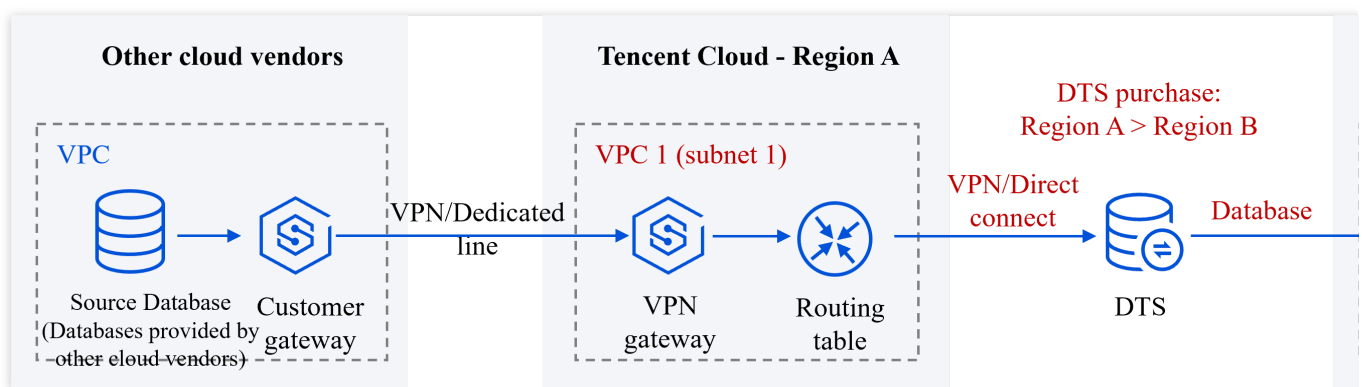 Other cloud vendors
Tencent Cloud - Region A
DTS purchase:
Region A > Region B
VPC
VPC 1 (subnet 1)
VPN/Dedicated
line
VPN/Direct
connect
Database
Source Database
(Databases provided by
other cloud vendors)
Customer
gateway
VPN
gateway
Routing
table
DTS